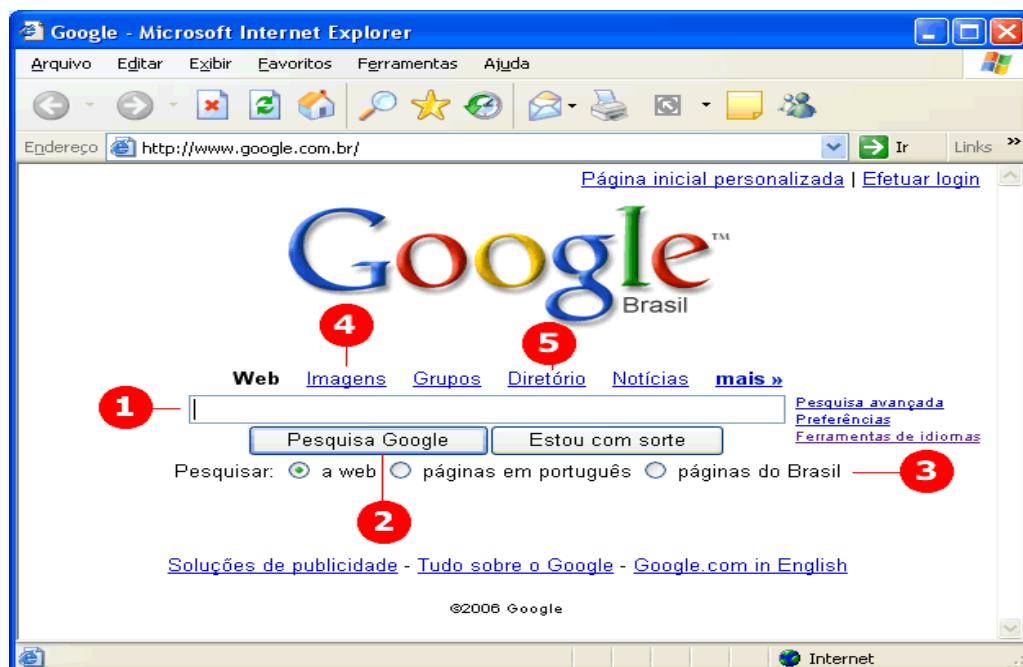 Google - Microsoft Internet Explorer
Arquivo Editar Exibir Favoritos Ferramentas Ajuda
Endereço http://www.google.com.br/ Ir Links »
Página inicial personalizada | Efetuar login
Google™
Brasil
4 5
Web Imagens Grupos Diretório Notícias mais »
1
Pesquisa avançada
Preferências
Ferramentas de idiomas
Pesquisa Google Estou com sorte
Pesquisar: a web páginas em português páginas do Brasil 3
2
Soluções de publicidade - Tudo sobre o Google - Google.com in English
©2006 Google
Internet